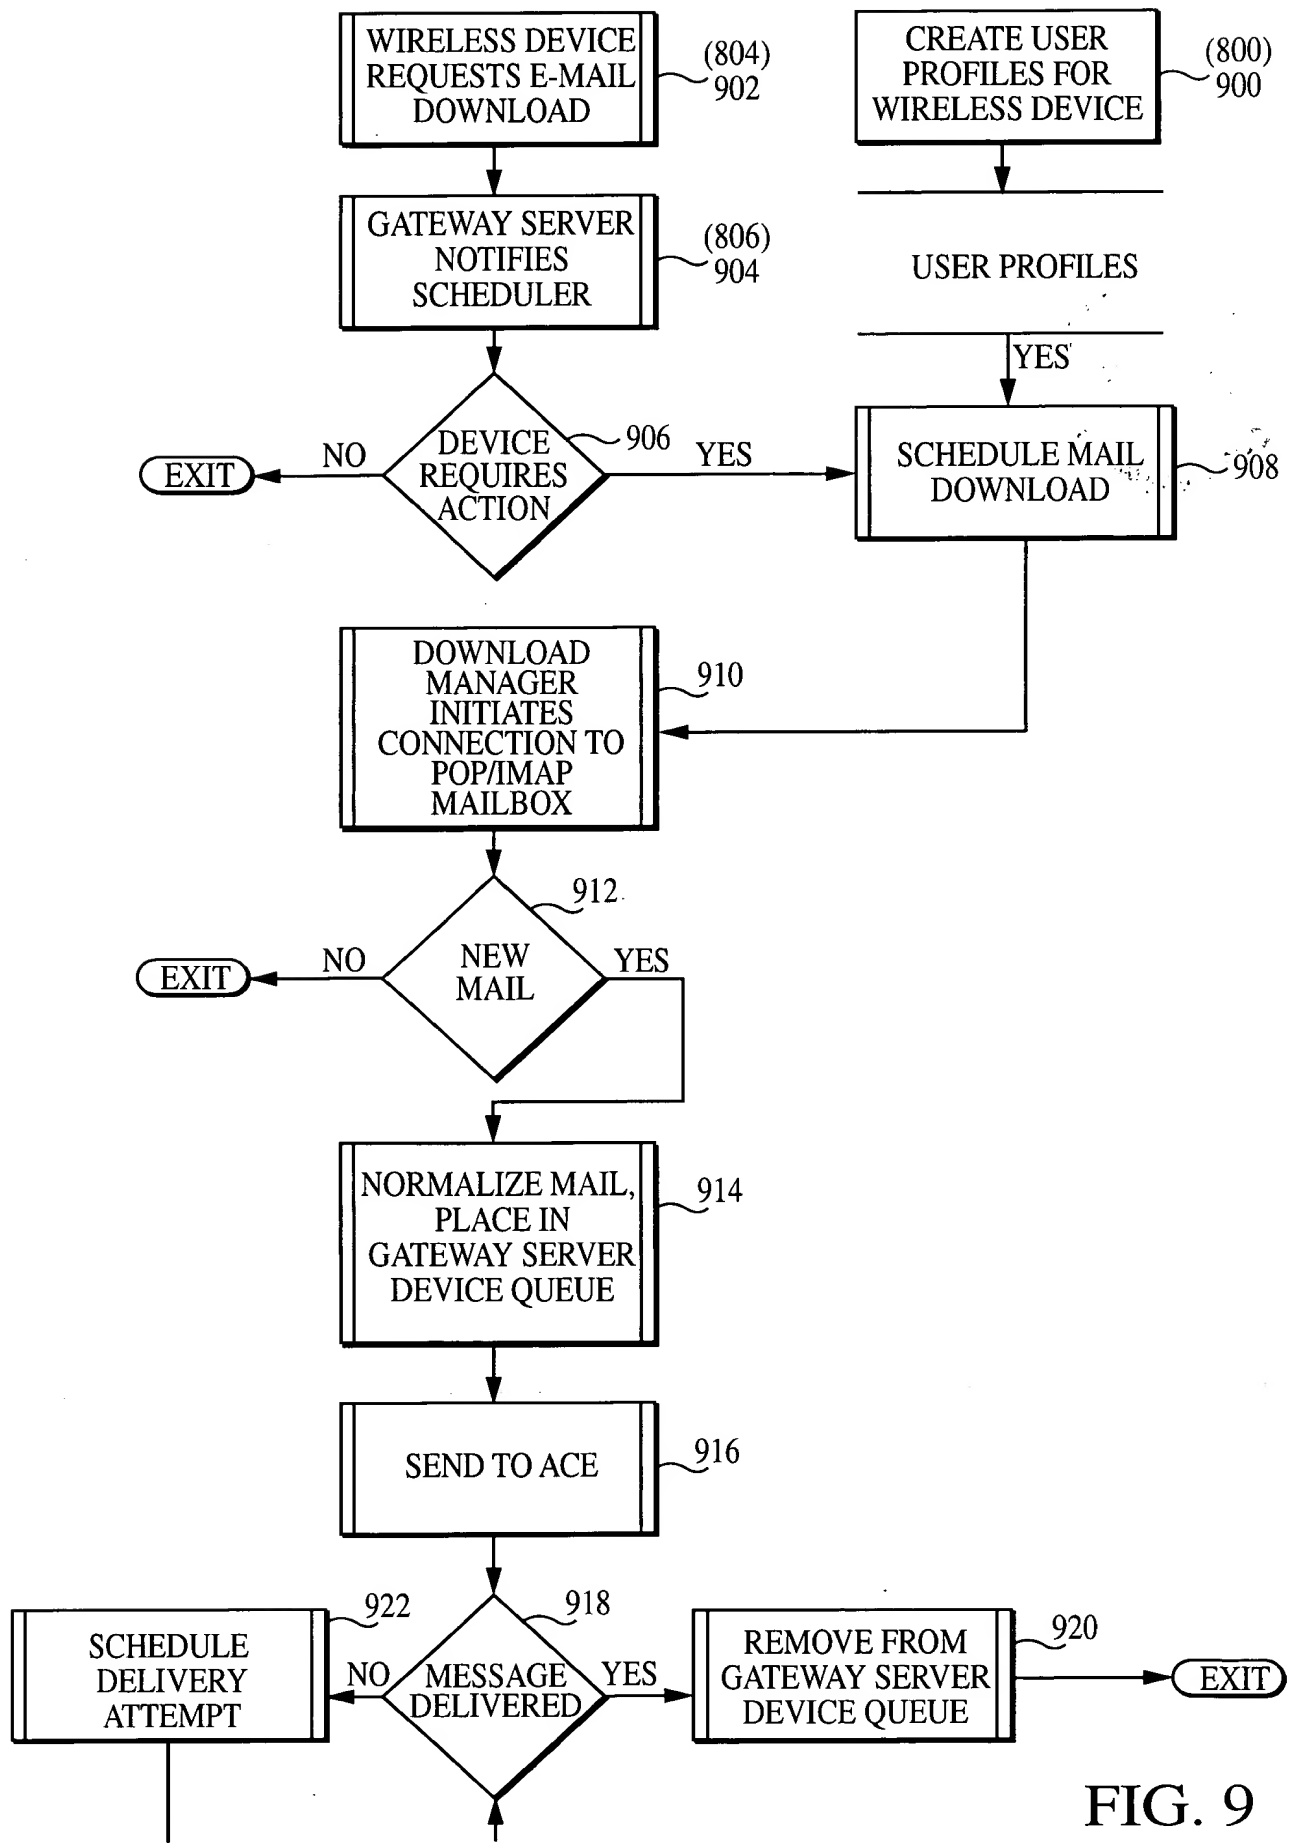 WIRELESS DEVICE
REQUESTS E-MAIL
DOWNLOAD
(804)
902
CREATE USER
PROFILES FOR
WIRELESS DEVICE
(800)
900
GATEWAY SERVER
NOTIFIES
SCHEDULER
(806)
904
USER PROFILES
YES
DEVICE
REQUIRES
ACTION
906
NO
EXIT
YES
SCHEDULE MAIL
DOWNLOAD
908
DOWNLOAD
MANAGER
INITIATES
CONNECTION TO
POP/IMAP
MAILBOX
910
912
NEW
MAIL
NO
EXIT
YES
NORMALIZE MAIL,
PLACE IN
GATEWAY SERVER
DEVICE QUEUE
914
SEND TO ACE
916
918
MESSAGE
DELIVERED
NO
922
SCHEDULE
DELIVERY
ATTEMPT
YES
REMOVE FROM
GATEWAY SERVER
DEVICE QUEUE
920
EXIT
FIG. 9